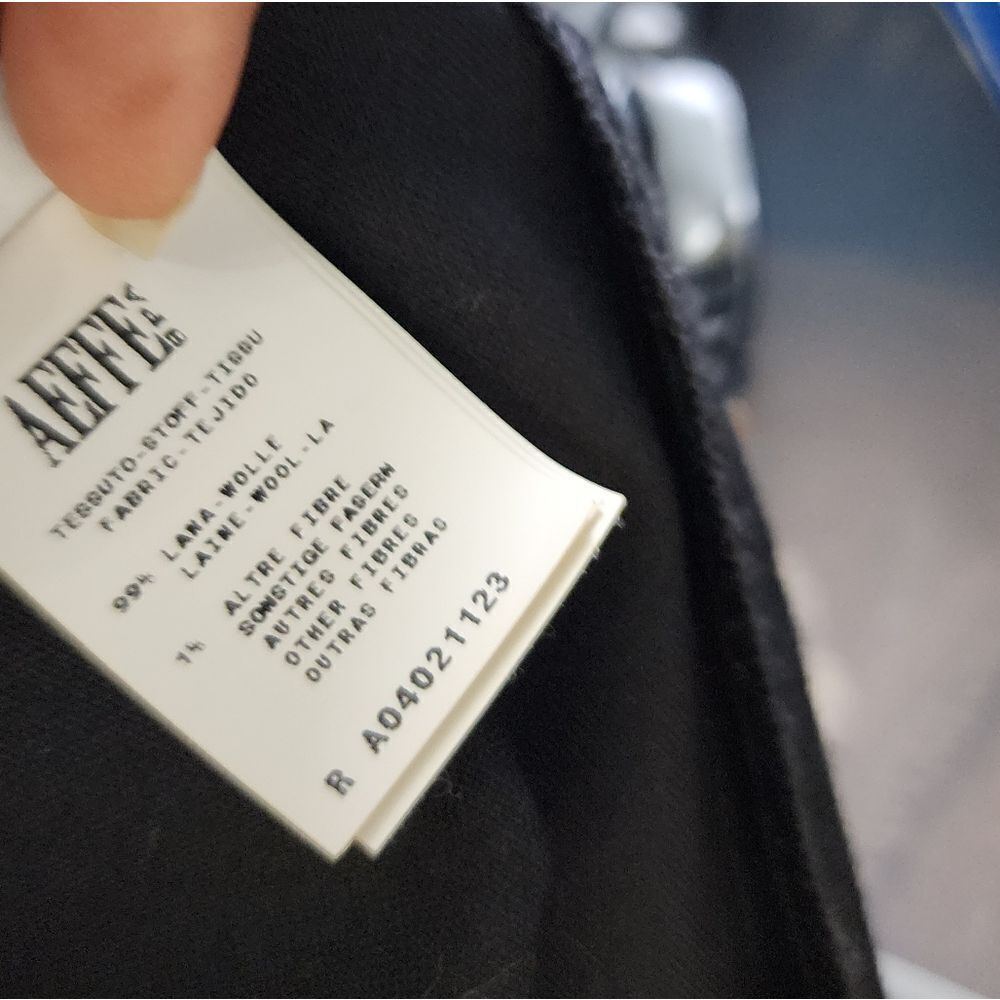 AEFFE SPA
TESSUTO-STOFF-TISSU
FABRIC-TEJIDO
99% LANA-WOLLE
LAINE-WOOL-LA
1% ALTRE FIBRE
SONSTIGE FASERN
AUTRES FIBRES
OTHER FIBRES
OUTRAS FIBRAS
R A04021123